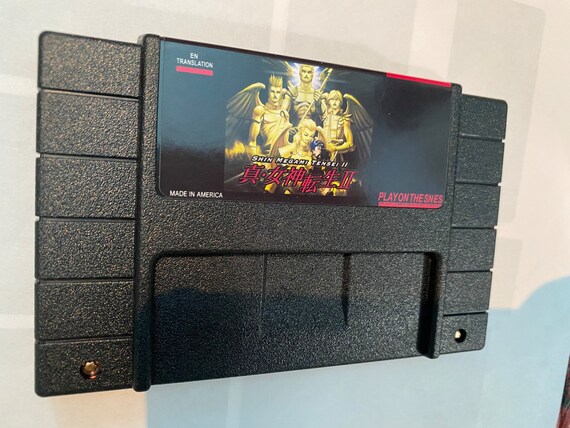 EN
TRANSLATION
SHIN MEGAMI TENSEI II
真・女神転生II
MADE IN AMERICA
PLAYONTHESNES